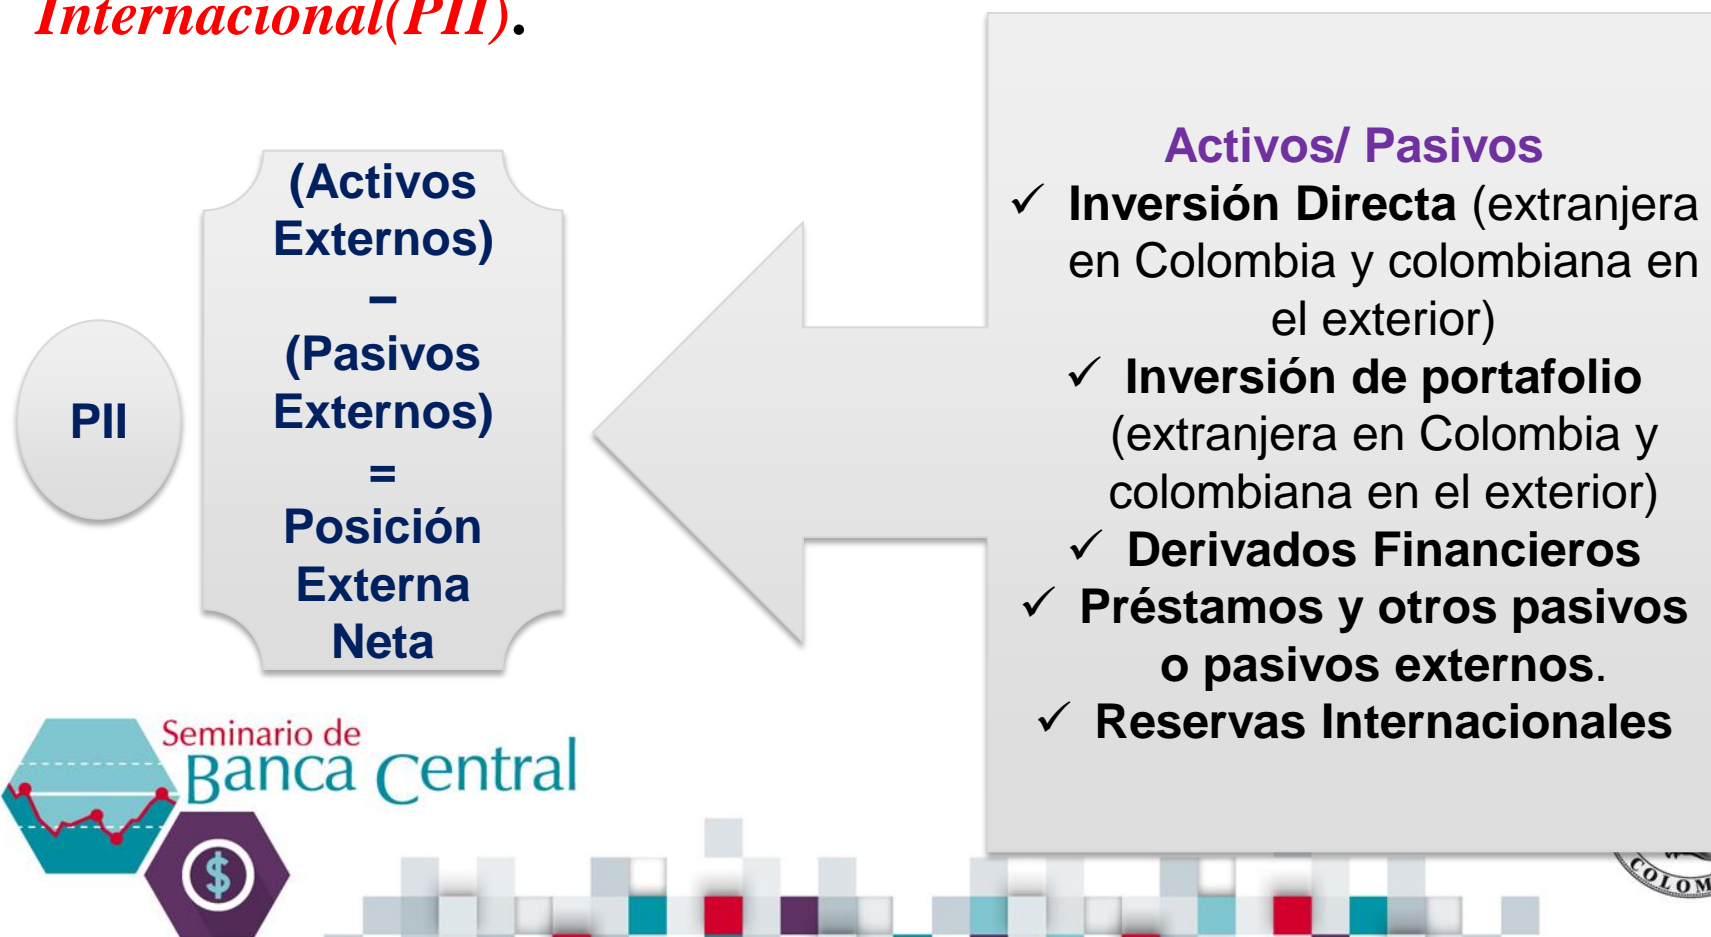 Internacional(PII).
PII
(Activos
Externos)
–
(Pasivos
Externos)
=
Posición
Externa
Neta
Activos/ Pasivos
✓ Inversión Directa (extranjera
en Colombia y colombiana en
el exterior)
✓ Inversión de portafolio
(extranjera en Colombia y
colombiana en el exterior)
✓ Derivados Financieros
✓ Préstamos y otros pasivos
o pasivos externos.
✓ Reservas Internacionales
Seminario de
Banca Central
$